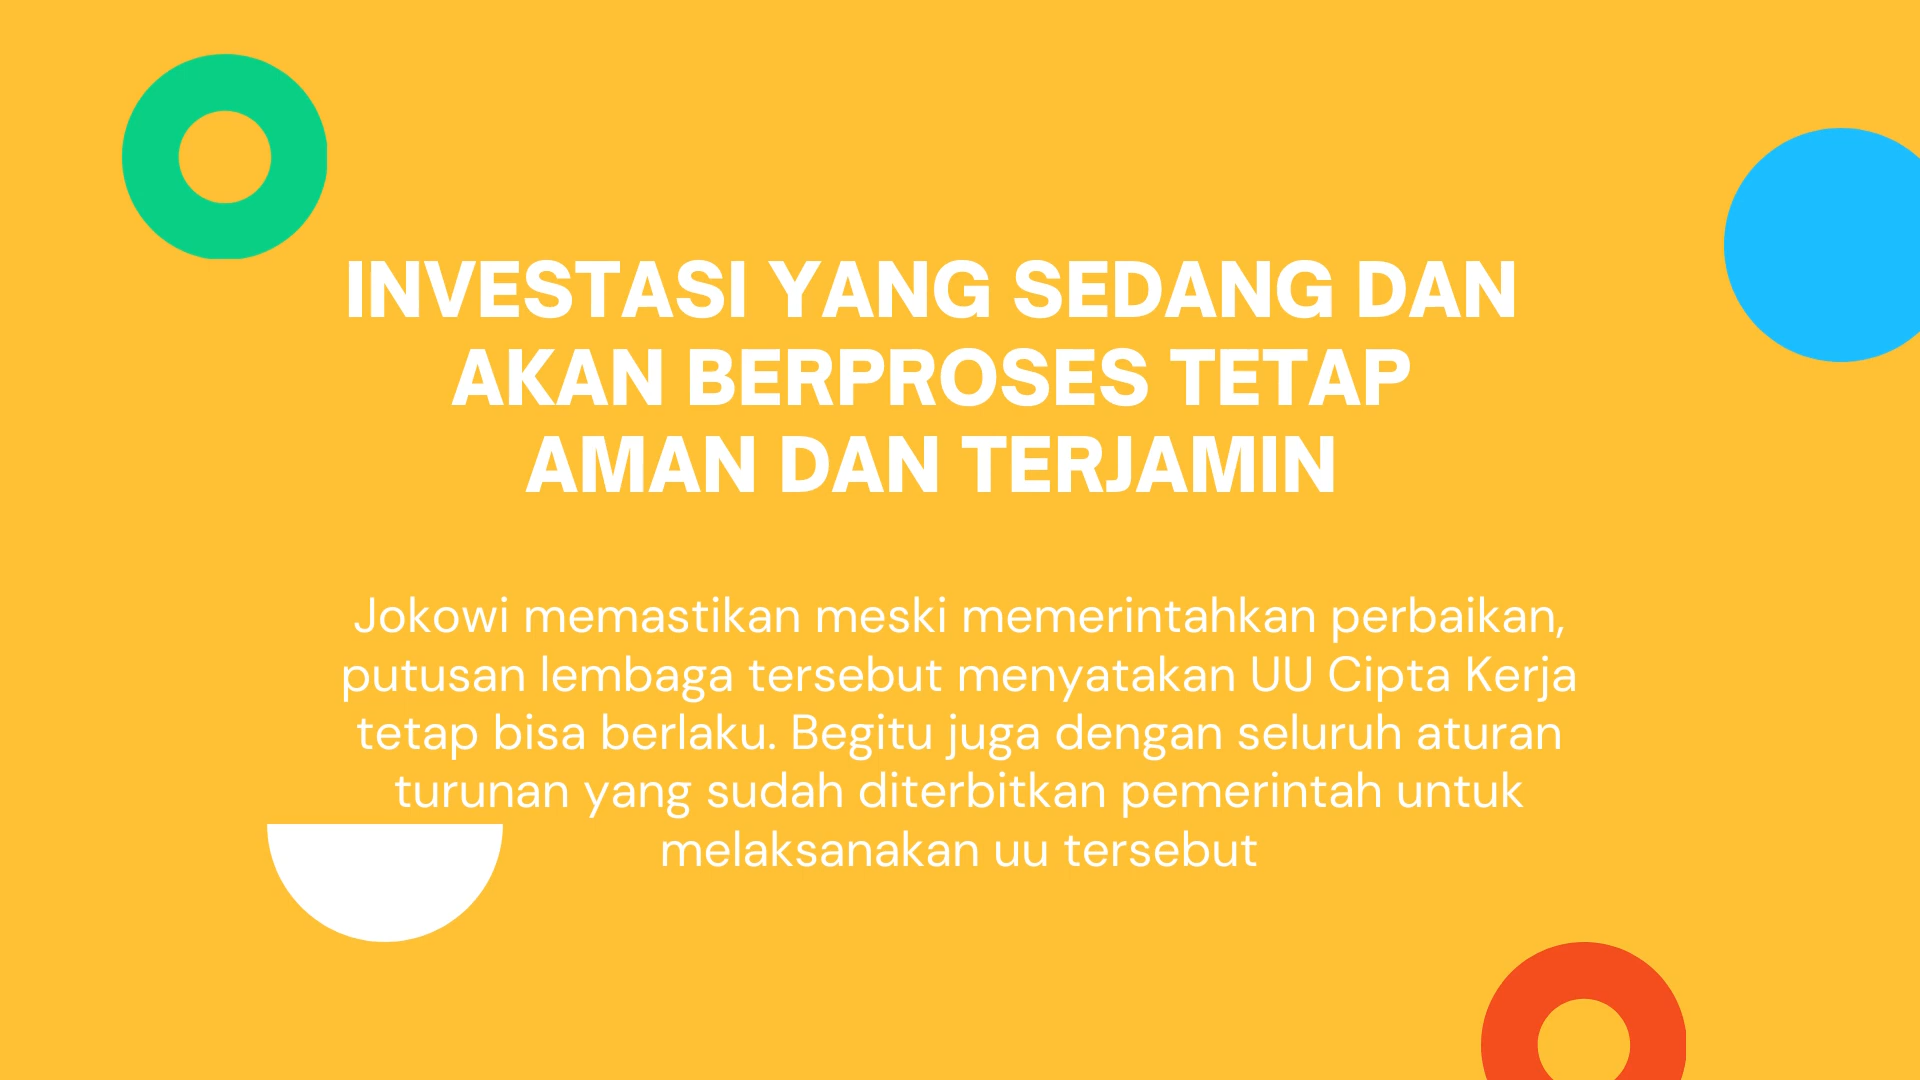 INVESTASI YANG SEDANG DAN
AKAN BERPROSES TETAP
AMAN DAN TERJAMIN
Jokowi memastikan meski memerintahkan perbaikan,
putusan lembaga tersebut menyatakan UU Cipta Kerja
tetap bisa berlaku. Begitu juga dengan seluruh aturan
turunan yang sudah diterbitkan pemerintah untuk
melaksanakan uu tersebut